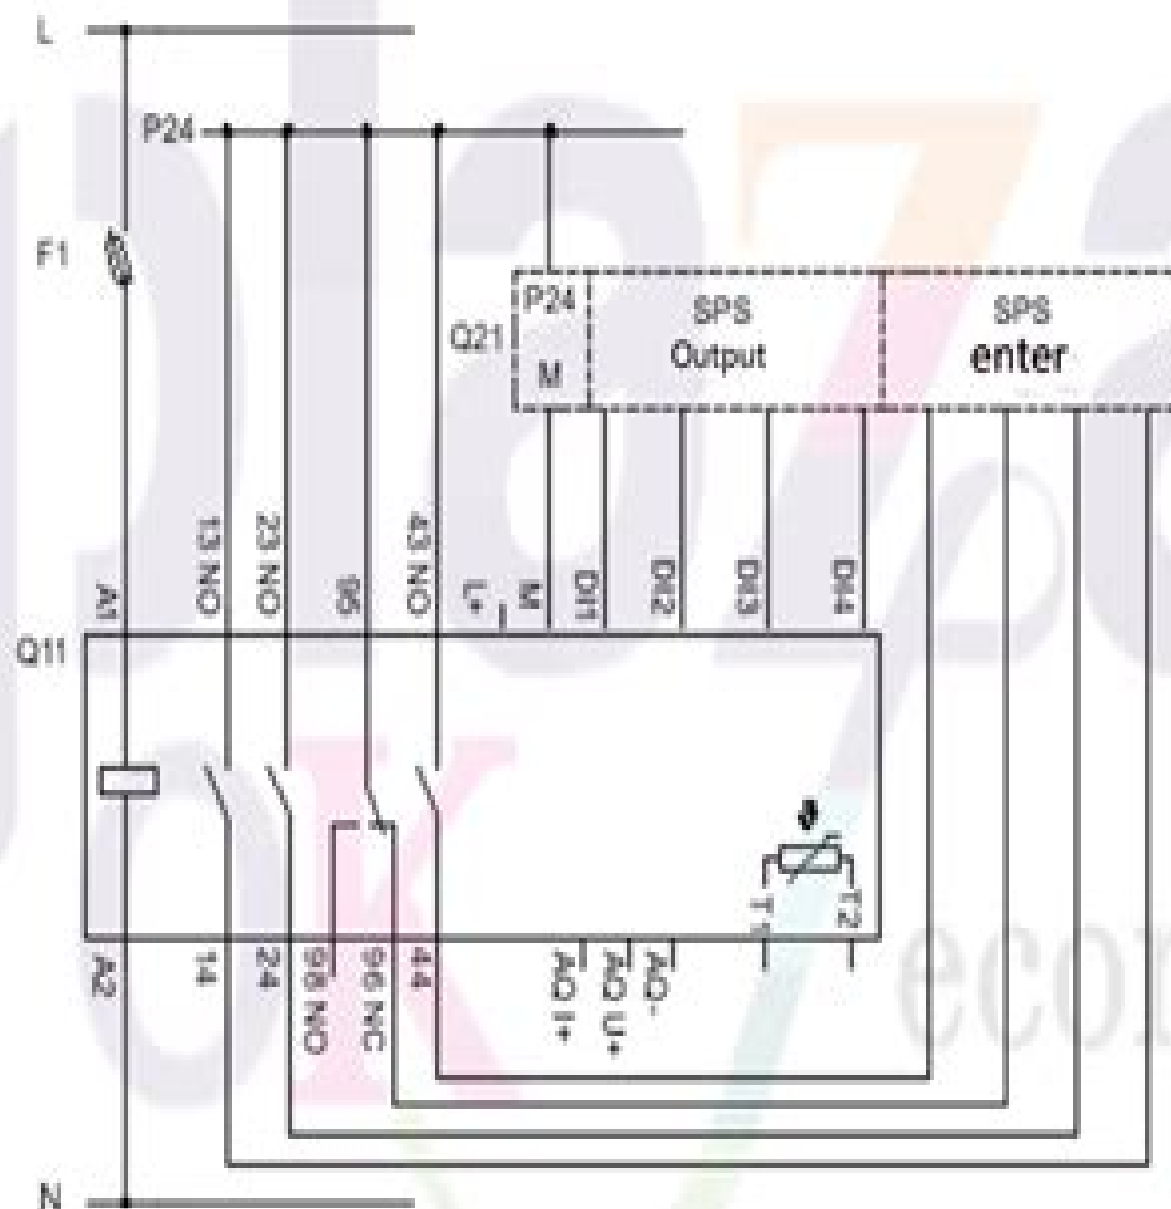 L
P24
F1
P24
M
Q21
SPS
Output
SPS
enter
A1
13 NO
23 NO
95
43 NO
L+
M
DI1
DI2
DI3
DI4
Q11
T1
T2
A2
14
24
98 NO
96 NC
44
AQ I+
AQ U+
AQ-
N
econ